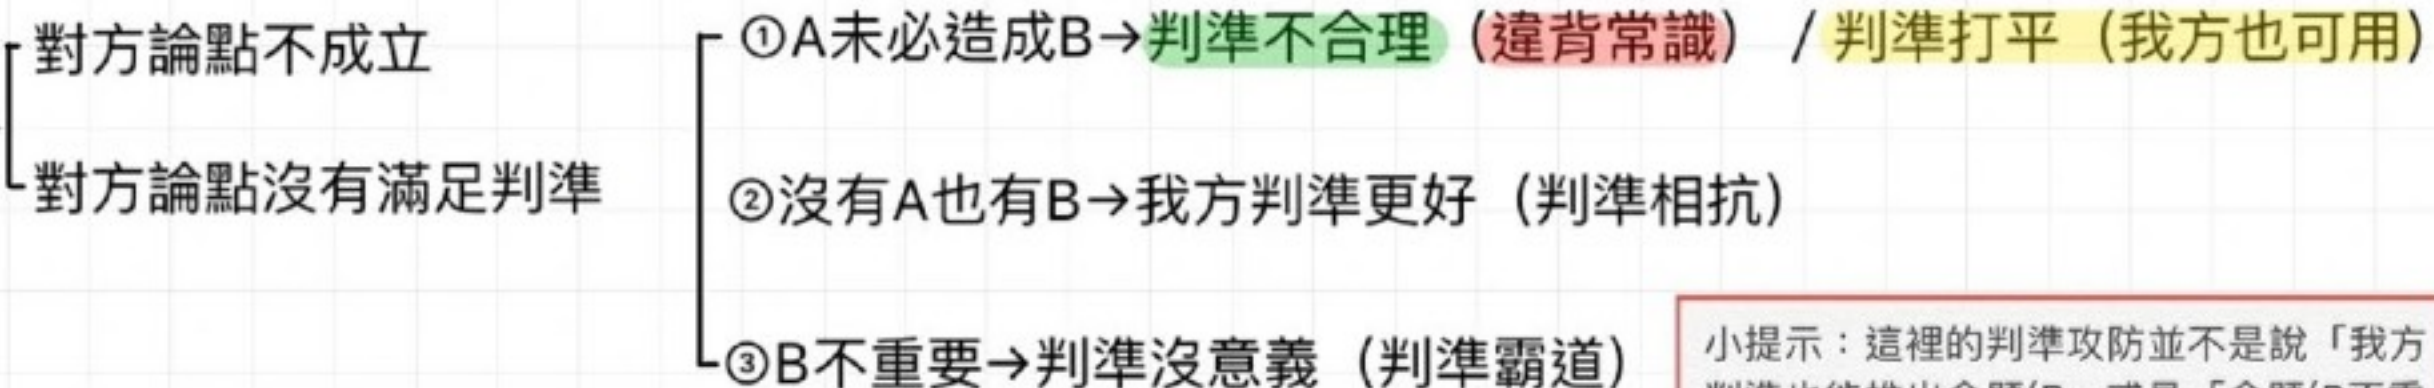 對方論點不成立
對方論點沒有滿足判準
①A未必造成B→判準不合理（違背常識） / 判準打平（我方也可用）
②沒有A也有B→我方判準更好（判準相抗）
③B不重要→判準沒意義（判準霸道）
小提示：這裡的判準攻防並不是說「我方